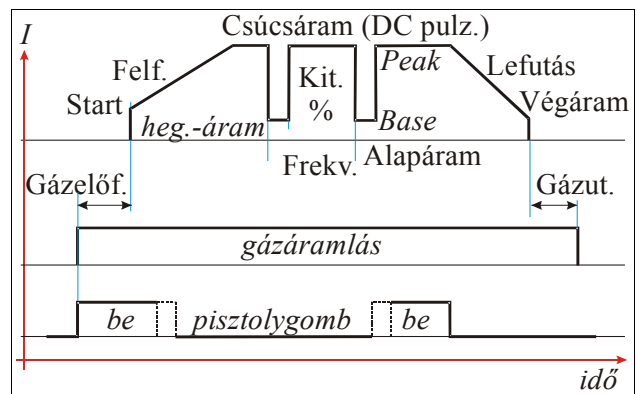 Csúcsáram (DC pulz.)
I
Felf.
Peak
Lefutás
Kit.
%
Start
Végáram
heg.-áram
Base
Frekv.
Alapáram
Gázelőf.
Gázut.
gázáramlás
be
pisztolygomb
be
idő